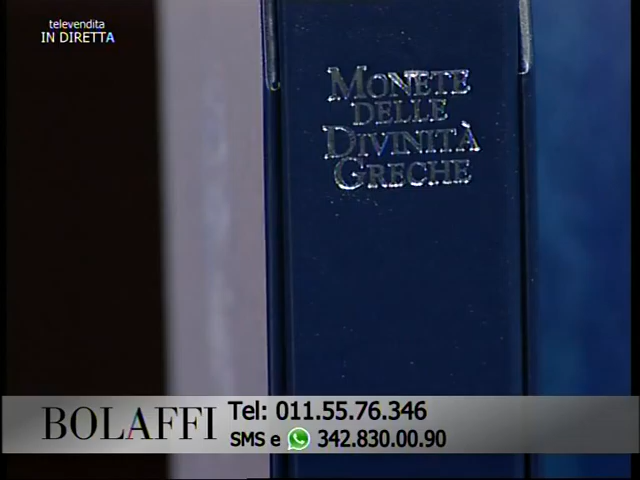 televendita
IN DIRETTA
MONETE
DELLE
DIVINITÀ
GRECHE
BOLAFFI
Tel: 011.55.76.346
SMS e 342.830.00.90